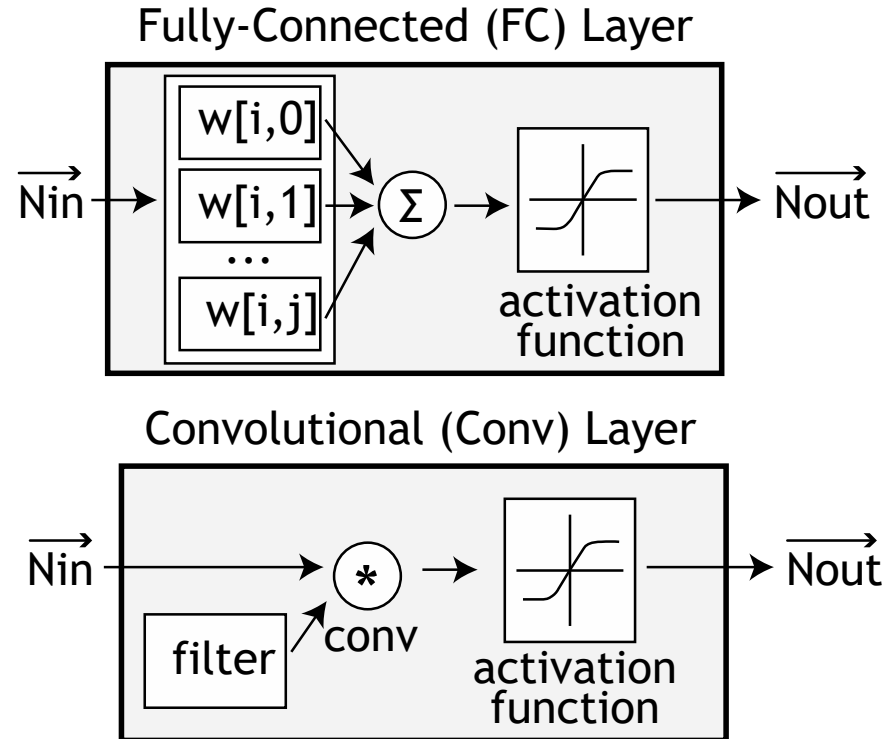 Fully-Connected (FC) Layer
w[i,0]
Nin
w[i,1]
Σ
Nout
...
w[i,j]
activation
function
Convolutional (Conv) Layer
Nin
*
Nout
filter
conv
activation
function